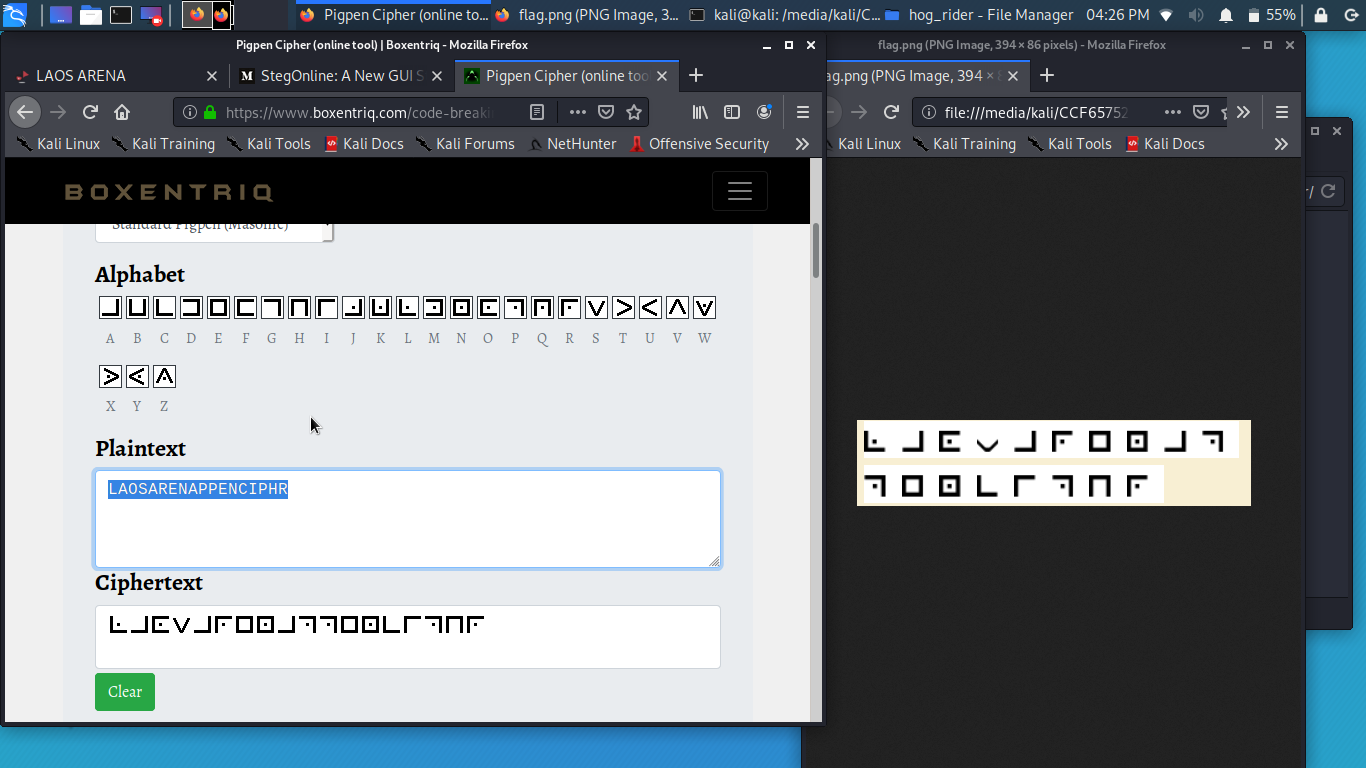 Pigpen Cipher (online to...
flag.png (PNG Image, 3...
kali@kali: /media/kali/C...
hog_rider - File Manager
04:26 PM
55%
Pigpen Cipher (online tool) | Boxentriq - Mozilla Firefox
flag.png (PNG Image, 394 × 86 pixels) - Mozilla Firefox
LAOS ARENA
StegOnline: A New GUI S
Pigpen Cipher (online too
ag.png (PNG Image, 394 ×
https://www.boxentriq.com/code-breaki
file:///media/kali/CCF65752
Kali Linux
Kali Training
Kali Tools
Kali Docs
Kali Forums
NetHunter
Offensive Security
Kali Linux
Kali Training
Kali Tools
Kali Docs
BOXENTRIQ
Standard Pigpen (Masonic)
Alphabet
A B C D E F G H I J K L M N O P Q R S T U V W
X Y Z
Plaintext
LAOSARENAPPENCIPHR
Ciphertext
Clear